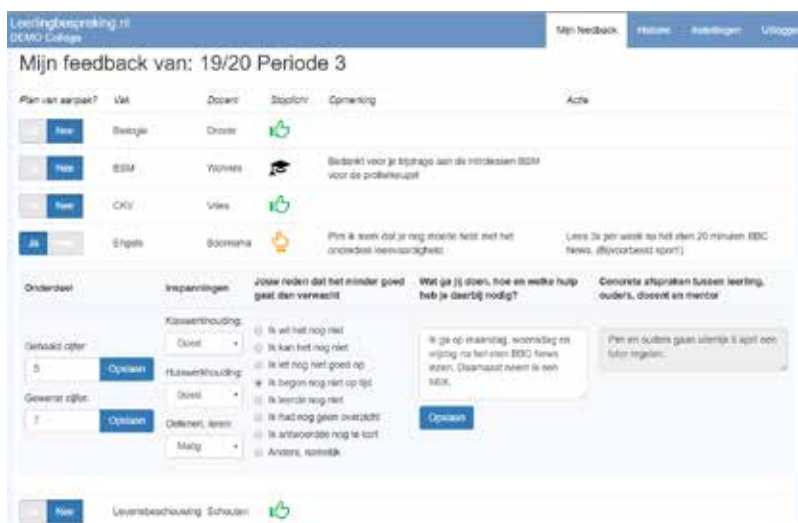 Leerlingbespreking.nl
DEMO College
Mijn feedback
Historie
Instellingen
Uitloggen
Mijn feedback van: 19/20 Periode 3
Plan van aanpak? Vak Docent Stoplicht Opmerking Actie
Nee Biologie Droste
Nee BSM Wonnink
Bedankt voor je bijdrage aan de minilessen BSM
voor de profielkeuze!
Nee CKV Vries
Ja Engels Boomsma
Pim ik merk dat je nog moeite hebt met het
onderdeel leesvaardigheid.
Lees 3x per week na het eten 20 minuten BBC
News. (Bijvoorbeeld sport!)
Onderdeel
Inspanningen
Jouw reden dat het minder goed
gaat dan verwacht
Wat ga jij doen, hoe en welke hulp
heb je daarbij nodig?
Concrete afspraken tussen leerling,
ouders, docent en mentor
Gehaald cijfer:
5 Opslaan
Gewenst cijfer:
7 Opslaan
Klassenhouding:
Goed
Huiswerkhouding:
Goed
Oefenen, leren:
Matig
Ik wil het nog niet
Ik kan het nog niet
Ik let nog niet goed op
Ik begon nog niet op tijd
Ik leerde nog niet
Ik had nog geen overzicht
Ik antwoordde nog te kort
Anders, namelijk
Ik ga op maandag, woensdag en
vrijdag na het eten BBC News
lezen. Daarnaast neem ik een
tutor.
Opslaan
Pim en ouders gaan uiterlijk 5 april een
tutor regelen.
Nee Levensbeschouwing Schouten